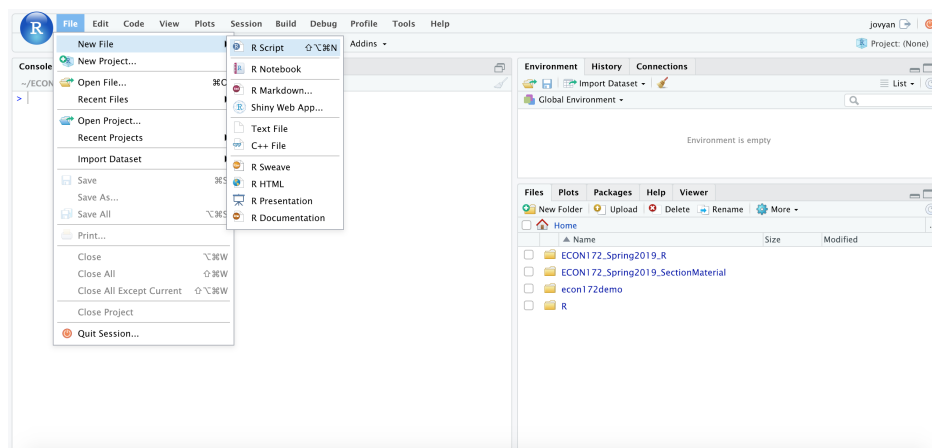 R File Edit Code View Plots Session Build Debug Profile Tools Help jovyan
Addins Project: (None)
New File
New Project...
Open File...
Recent Files
Open Project...
Recent Projects
Import Dataset
Save
Save As...
Save All
Print...
Close ⌥⌘W
Close All ⇧⌘W
Close All Except Current ⇧⌥⌘W
Close Project
Quit Session...
R Script ⇧⌥⌘N
R Notebook
R Markdown...
Shiny Web App...
Text File
C++ File
R Sweave
R HTML
R Presentation
R Documentation
Console
~/ECON
>
Environment History Connections
Import Dataset List
Global Environment
Environment is empty
Files Plots Packages Help Viewer
New Folder Upload Delete Rename More
Home
Name Size Modified
ECON172_Spring2019_R
ECON172_Spring2019_SectionMaterial
econ172demo
R